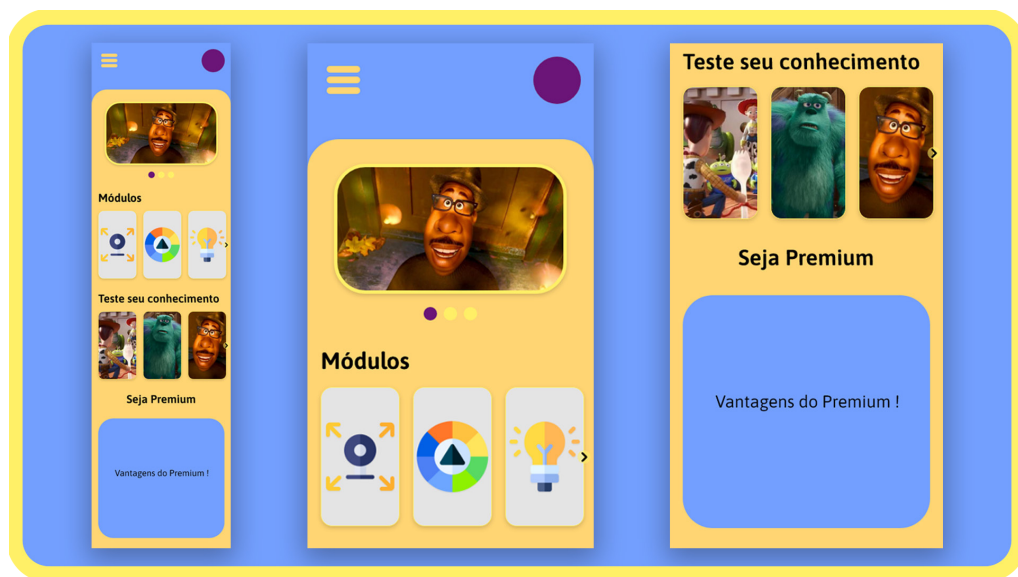 Módulos
Teste seu conhecimento
Seja Premium
Vantagens do Premium !
Módulos
Teste seu conhecimento
Seja Premium
Vantagens do Premium !